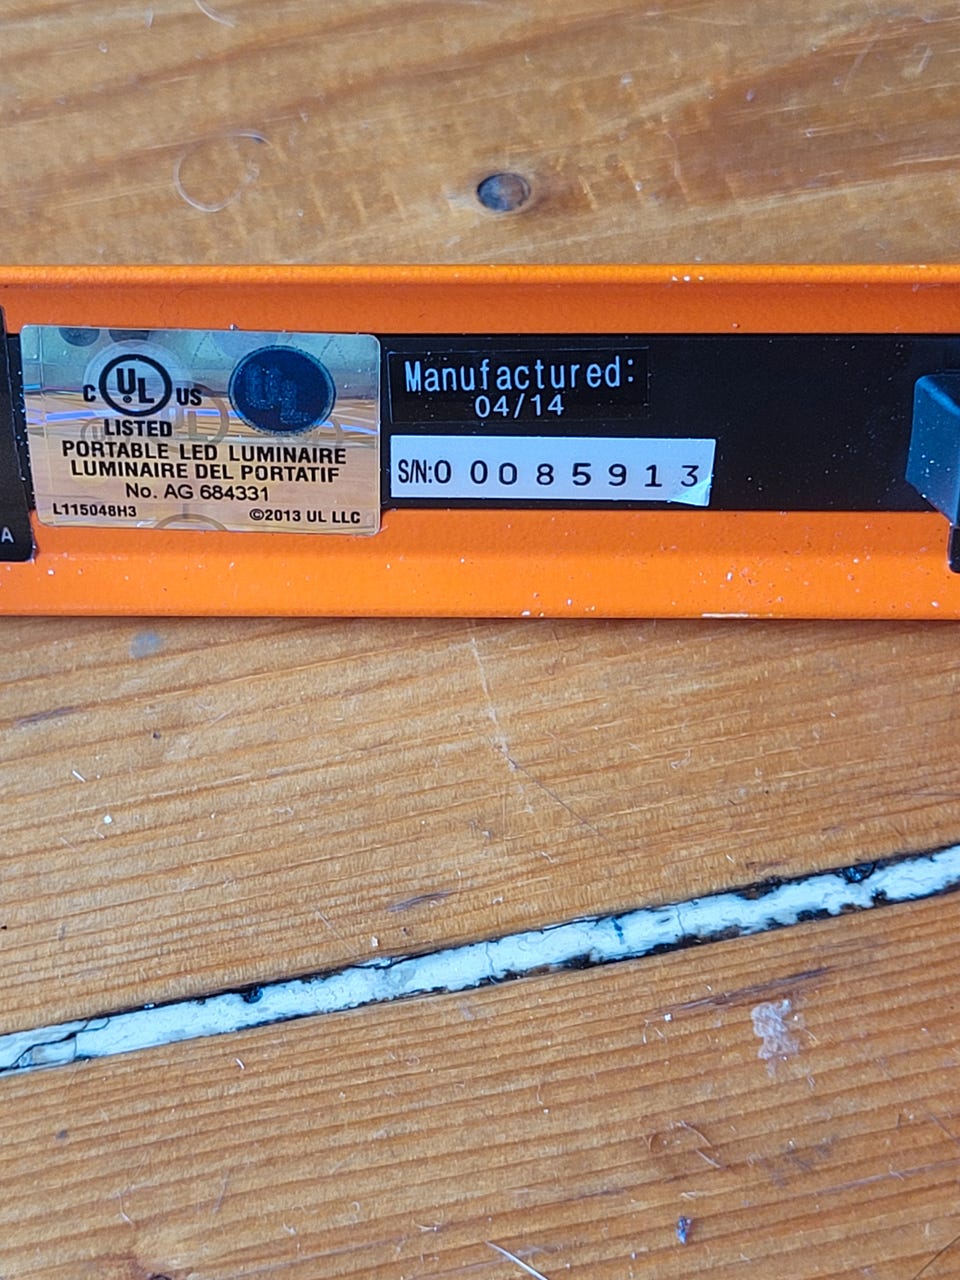 C UL US
LISTED
PORTABLE LED LUMINAIRE
LUMINAIRE DEL PORTATIF
No. AG 684331
L115048H3 ©2013 UL LLC
UL
Manufactured:
04/14
S/N:0 0 0 8 5 9 1 3
A